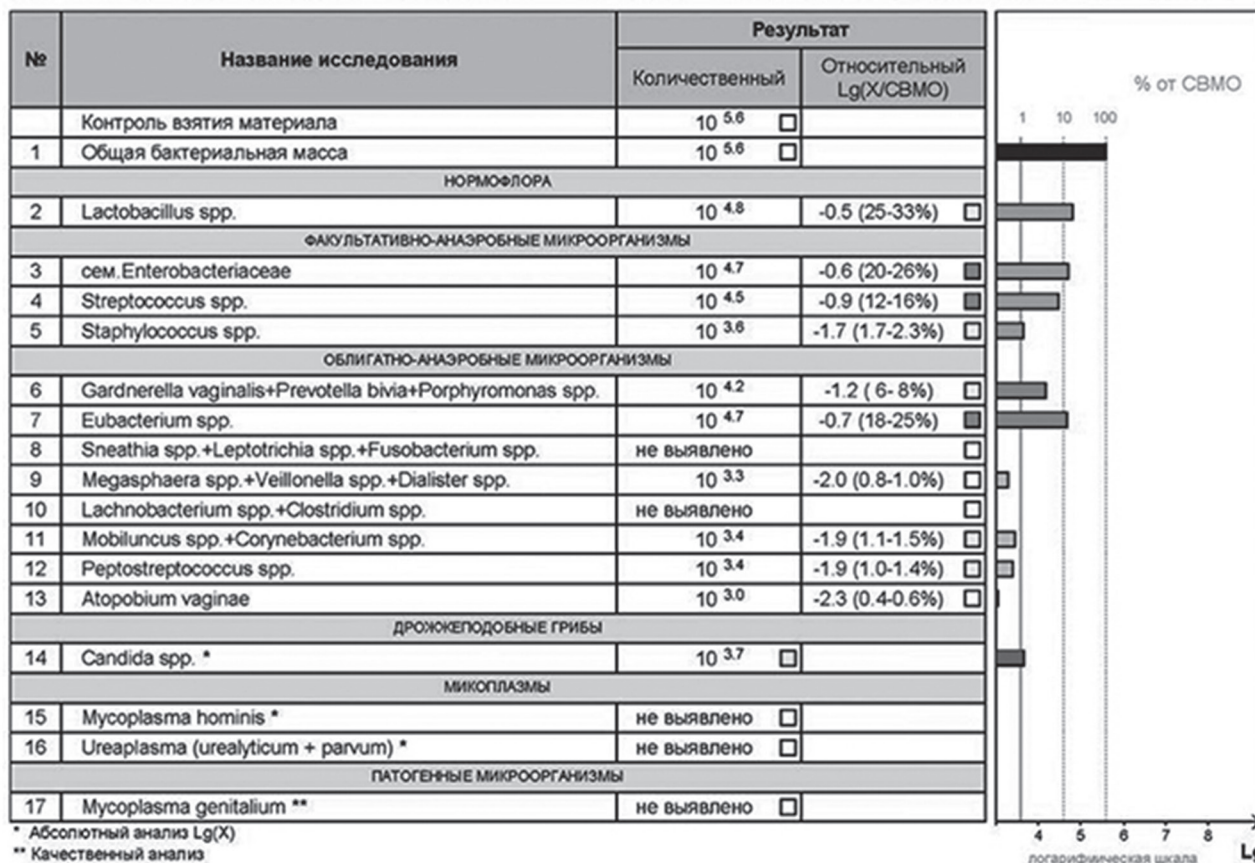 № Название исследования Результат
Количественный Относительный Lg(X/СВМО)
% от СВМО
1 10 100
Контроль взятия материала 10 5.6
1 Общая бактериальная масса 10 5.6
НОРМОФЛОРА
2 Lactobacillus spp. 10 4.8 -0.5 (25-33%)
ФАКУЛЬТАТИВНО-АНАЭРОБНЫЕ МИКРООРГАНИЗМЫ
3 сем.Enterobacteriaceae 10 4.7 -0.6 (20-26%)
4 Streptococcus spp. 10 4.5 -0.9 (12-16%)
5 Staphylococcus spp. 10 3.6 -1.7 (1.7-2.3%)
ОБЛИГАТНО-АНАЭРОБНЫЕ МИКРООРГАНИЗМЫ
6 Gardnerella vaginalis+Prevotella bivia+Porphyromonas spp. 10 4.2 -1.2 ( 6- 8%)
7 Eubacterium spp. 10 4.7 -0.7 (18-25%)
8 Sneathia spp.+Leptotrichia spp.+Fusobacterium spp. не выявлено
9 Megasphaera spp.+Veillonella spp.+Dialister spp. 10 3.3 -2.0 (0.8-1.0%)
10 Lachnobacterium spp.+Clostridium spp. не выявлено
11 Mobiluncus spp.+Corynebacterium spp. 10 3.4 -1.9 (1.1-1.5%)
12 Peptostreptococcus spp. 10 3.4 -1.9 (1.0-1.4%)
13 Atopobium vaginae 10 3.0 -2.3 (0.4-0.6%)
ДРОЖЖЕПОДОБНЫЕ ГРИБЫ
14 Candida spp. * 10 3.7
МИКОПЛАЗМЫ
15 Mycoplasma hominis * не выявлено
16 Ureaplasma (urealyticum + parvum) * не выявлено
ПАТОГЕННЫЕ МИКРООРГАНИЗМЫ
17 Mycoplasma genitalium ** не выявлено
* Абсолютный анализ Lg(X)
** Качественный анализ
4 5 6 7 8
логарифмическая шкала